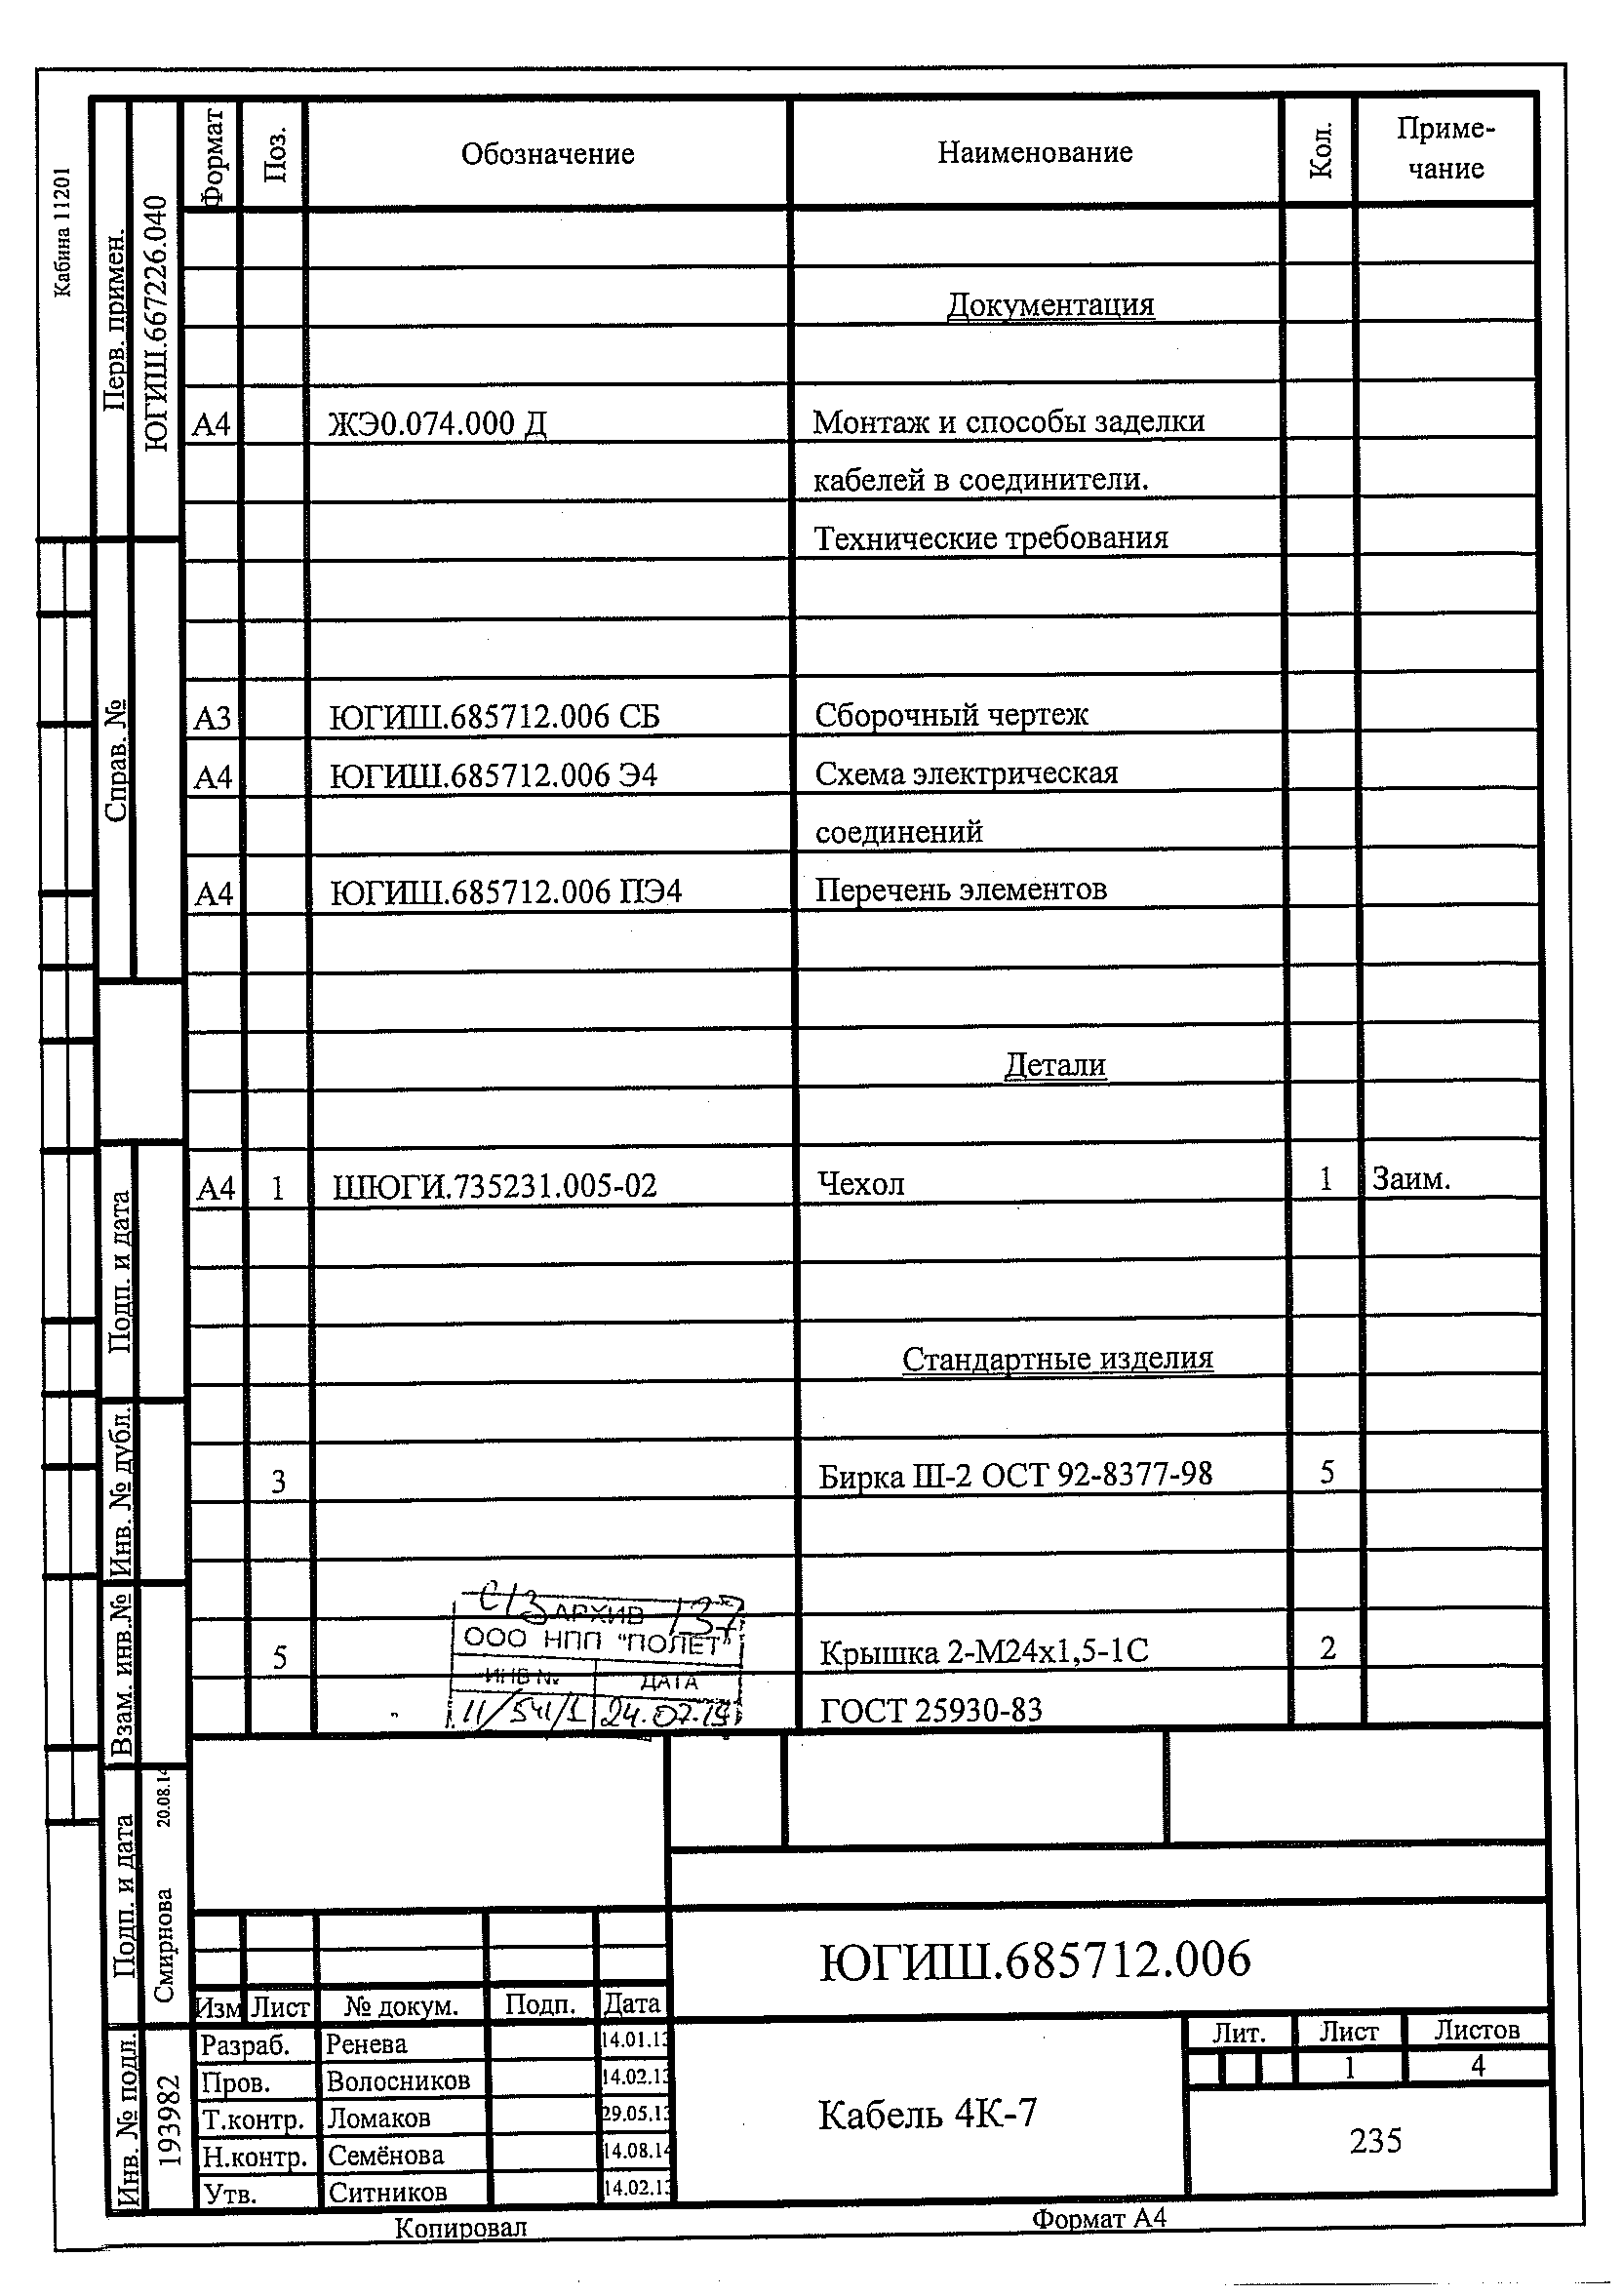 Кабина 11201
Перв. примен.
ЮГИШ.667226.040
Справ. №
Подп. и дата
Инв. № дубл.
Взам. инв.№
Подп. и дата
Смирнова 20.08.14
Инв. № подл.
193982
Формат Поз. Обозначение Наименование Кол. Приме-
чание
Документация
А4 ЖЭ0.074.000 Д Монтаж и способы заделки
кабелей в соединители.
Технические требования
А3 ЮГИШ.685712.006 СБ Сборочный чертеж
А4 ЮГИШ.685712.006 Э4 Схема электрическая
соединений
А4 ЮГИШ.685712.006 ПЭ4 Перечень элементов
Детали
А4 1 ШЮГИ.735231.005-02 Чехол 1 Заим.
Стандартные изделия
3 Бирка Ш-2 ОСТ 92-8377-98 5
5 Крышка 2-М24х1,5-1С 2
ГОСТ 25930-83
С13 АРХИВ 137
ООО НПП "ПОЛЕТ"
ИНВ № ДАТА
11/541/1 24.07.19
ЮГИШ.685712.006
Изм Лист № докум. Подп. Дата
Разраб. Ренева 14.01.13
Пров. Волосников 14.02.13
Т.контр. Ломаков 29.05.13
Н.контр. Семёнова 14.08.14
Утв. Ситников 14.02.13
Кабель 4К-7
Лит. Лист Листов
1 4
235
Копировал Формат А4